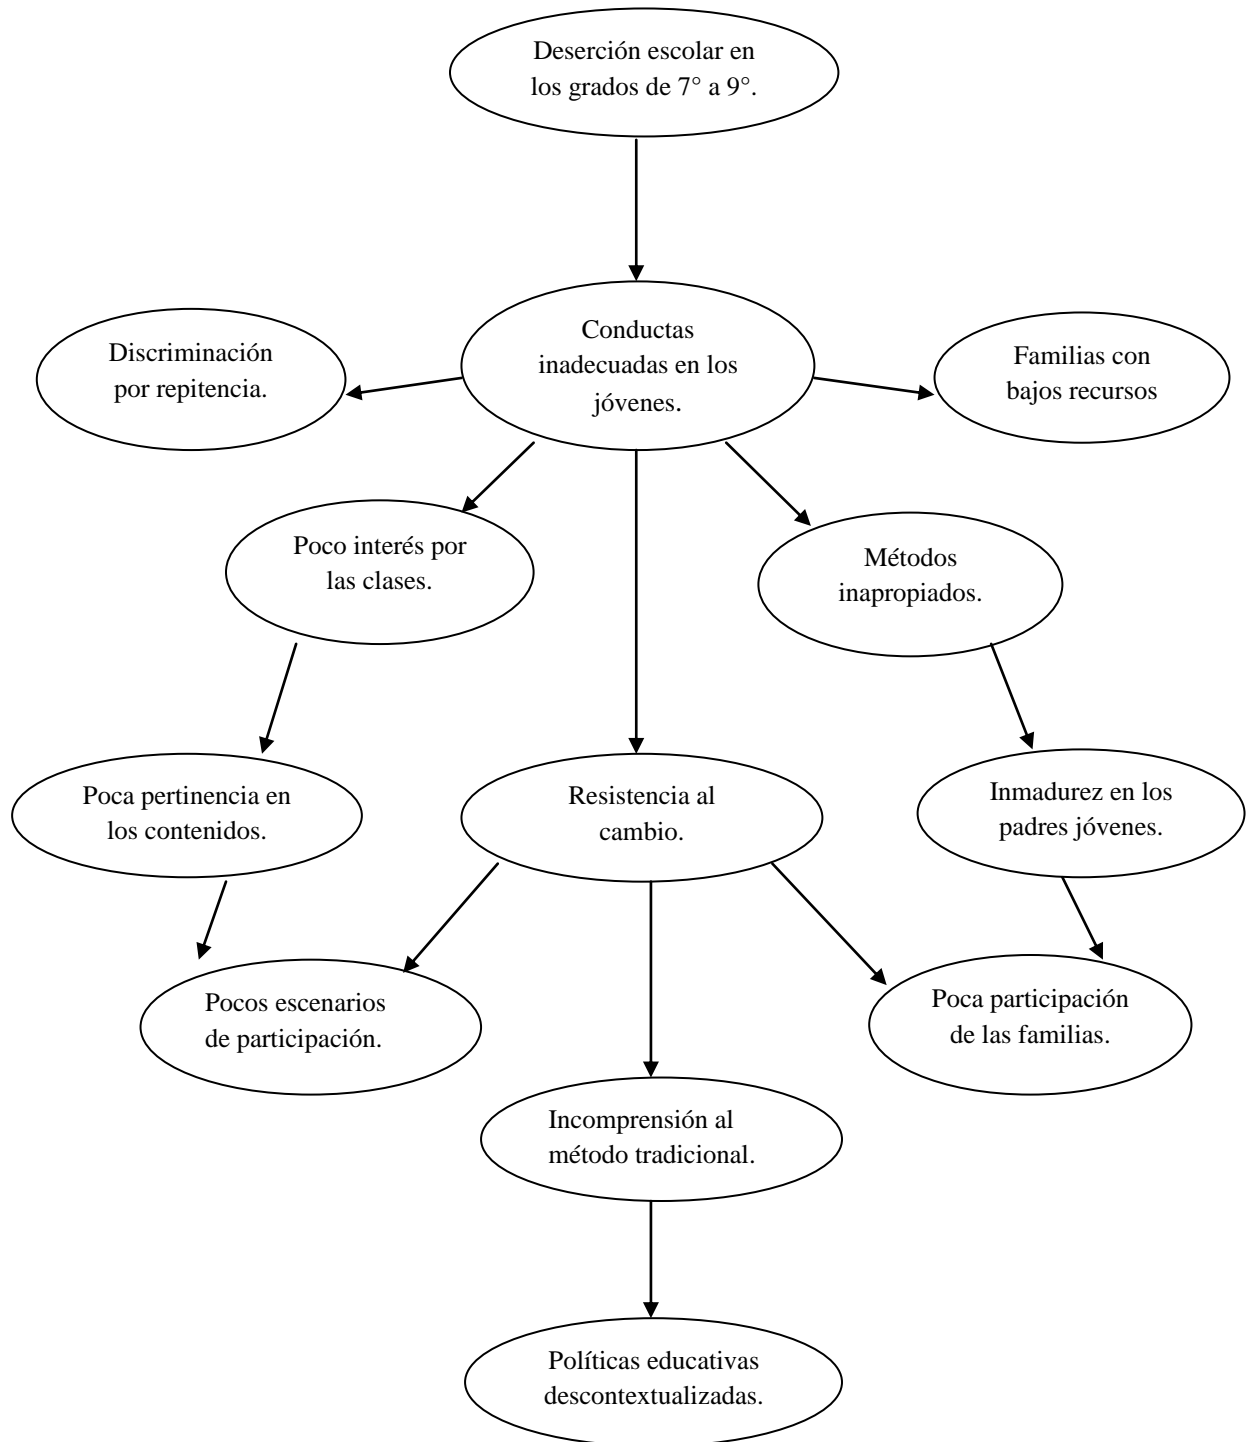 Deserción escolar en
los grados de 7° a 9°.
Discriminación
por repitencia.
Conductas
inadecuadas en los
jóvenes.
Familias con
bajos recursos
Poco interés por
las clases.
Métodos
inapropiados.
Poca pertinencia en
los contenidos.
Resistencia al
cambio.
Inmadurez en los
padres jóvenes.
Pocos escenarios
de participación.
Poca participación
de las familias.
Incomprensión al
método tradicional.
Políticas educativas
descontextualizadas.